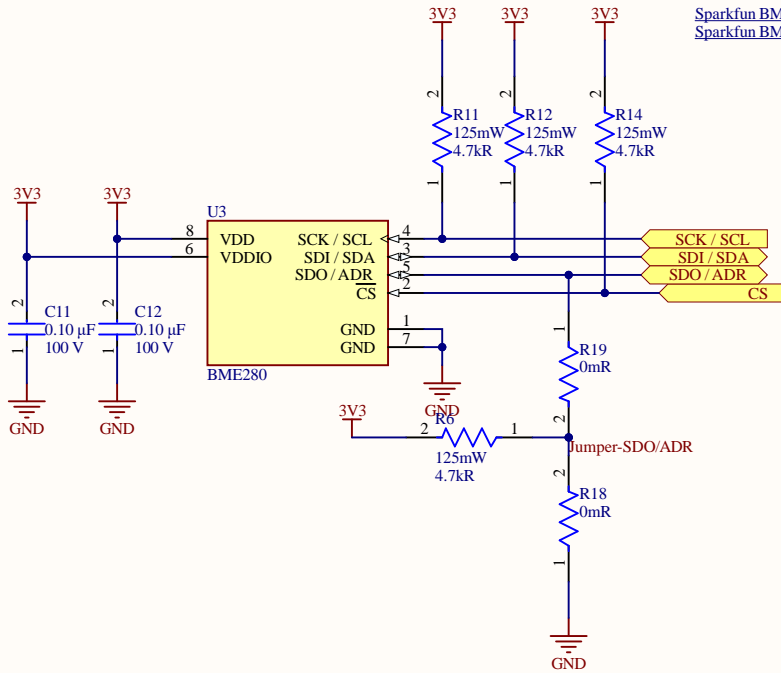 Sparkfun BM
Sparkfun BM
3V3
3V3
3V3
2
R11
125mW
4.7kR
1
2
R12
125mW
4.7kR
1
2
R14
125mW
4.7kR
1
3V3
3V3
U3
8
VDD
6
VDDIO
SCK / SCL
4
SDI / SDA
3
SDO / ADR
5
CS
2
GND
1
GND
7
BME280
SCK / SCL
SDI / SDA
SDO / ADR
CS
2
C11
0.10 µF
100 V
1
GND
2
C12
0.10 µF
100 V
1
GND
GND
1
R19
0mR
2
3V3
2
R6
125mW
4.7kR
1
Jumper-SDO/ADR
2
R18
0mR
1
GND